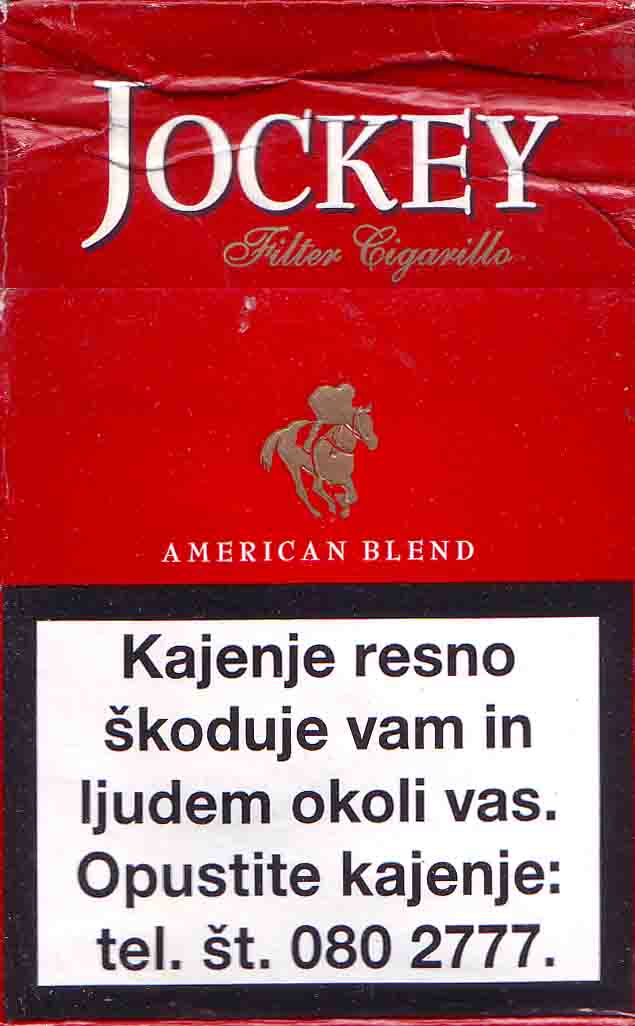 JOCKEY
Filter Cigarillo
AMERICAN BLEND
Kajenje resno
škoduje vam in
ljudem okoli vas.
Opustite kajenje:
tel. št. 080 2777.